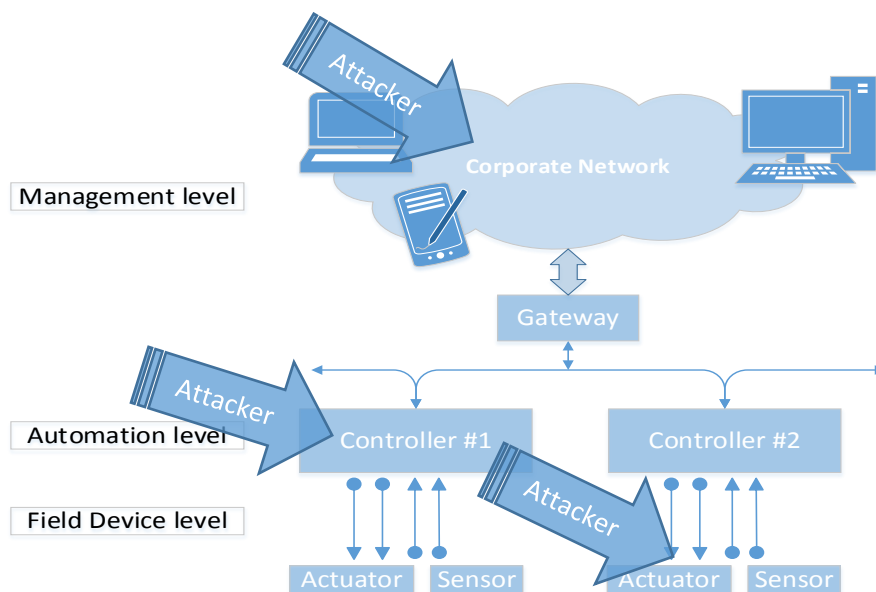 Attacker
Corporate Network
Management level
Gateway
Attacker
Automation level
Controller #1
Controller #2
Attacker
Field Device level
Actuator
Sensor
Actuator
Sensor